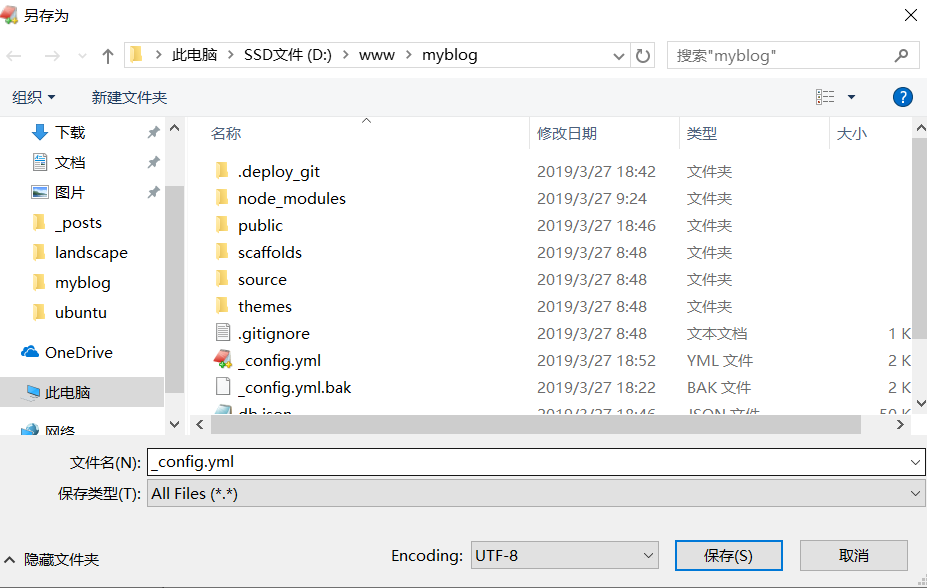 另存为
此电脑 SSD文件 (D:) www myblog
搜索"myblog"
组织 新建文件夹
下载
文档
图片
_posts
landscape
myblog
ubuntu
OneDrive
此电脑
网络
名称 修改日期 类型 大小
.deploy_git 2019/3/27 18:42 文件夹
node_modules 2019/3/27 9:24 文件夹
public 2019/3/27 18:46 文件夹
scaffolds 2019/3/27 8:48 文件夹
source 2019/3/27 8:48 文件夹
themes 2019/3/27 8:48 文件夹
.gitignore 2019/3/27 8:48 文本文档 1 K
_config.yml 2019/3/27 18:52 YML 文件 2 K
_config.yml.bak 2019/3/27 18:22 BAK 文件 2 K
db.json 2019/3/27 18:46 JSON 文件 50 K
文件名(N): _config.yml
保存类型(T): All Files (*.*)
隐藏文件夹
Encoding: UTF-8 保存(S) 取消